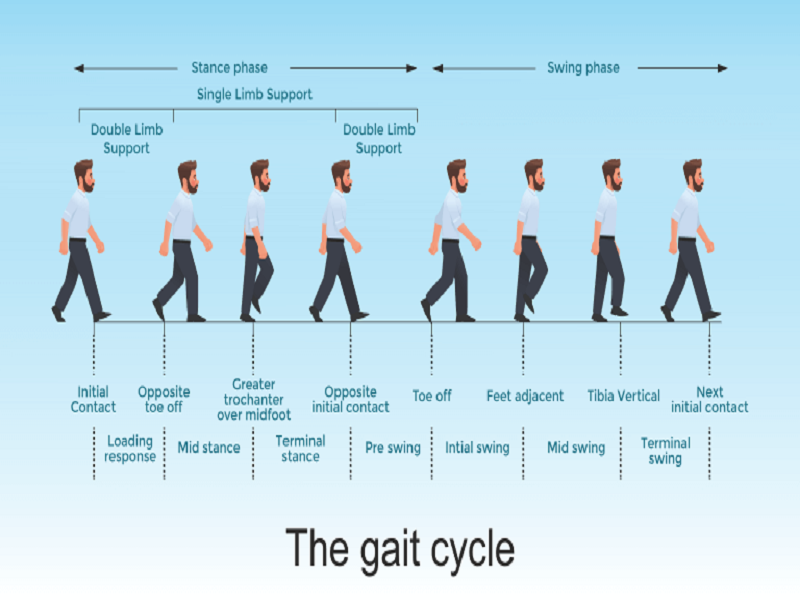 Stance phase
Swing phase
Single Limb Support
Double Limb
Support
Double Limb
Support
Initial
Contact
Opposite
toe off
Greater
trochanter
over midfoot
Opposite
initial contact
Toe off
Feet adjacent
Tibia Vertical
Next
initial contact
Loading
response
Mid stance
Terminal
stance
Pre swing
Intial swing
Mid swing
Terminal
swing
The gait cycle